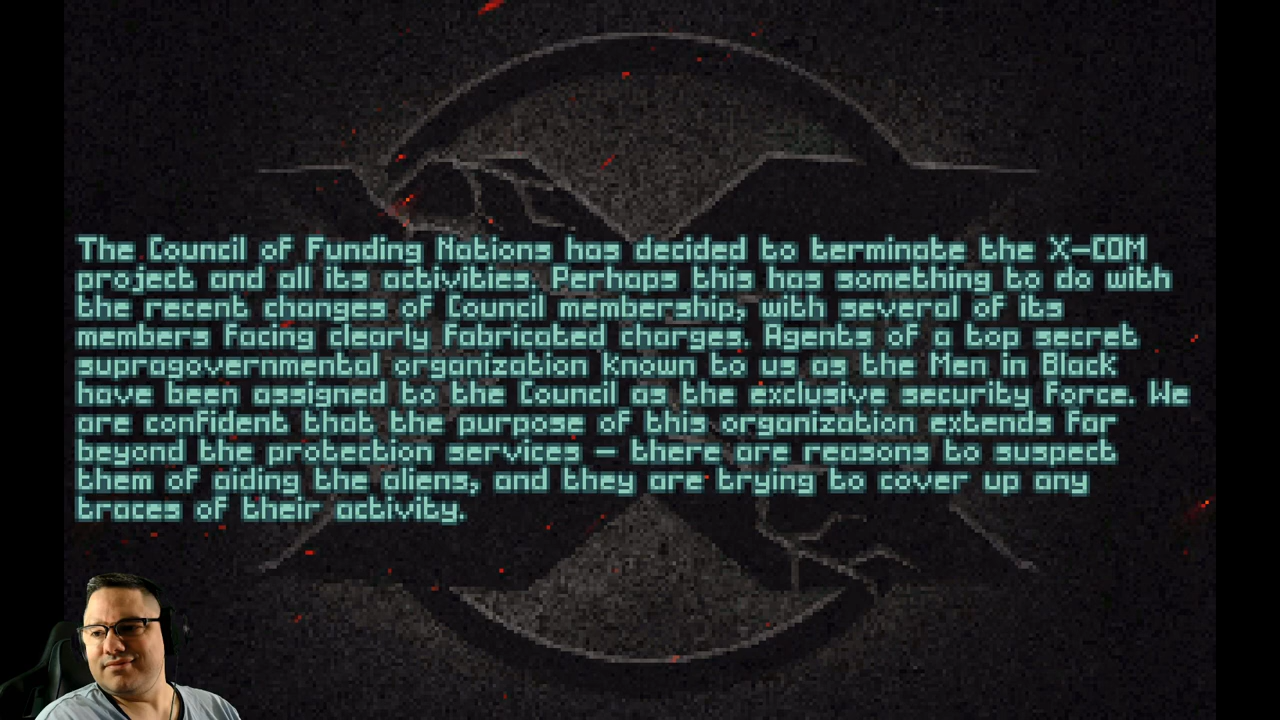 The Council of Funding Nations has decided to terminate the X-COM
project and all its activities. Perhaps this has something to do with
the recent changes of Council membership, with several of its
members facing clearly fabricated charges. Agents of a top secret
supragovernmental organization known to us as the Men in Black
have been assigned to the Council as the exclusive security force. We
are confident that the purpose of this organization extends far
beyond the protection services – there are reasons to suspect
them of aiding the aliens, and they are trying to cover up any
traces of their activity.